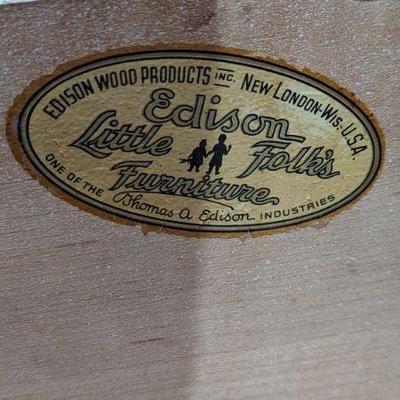 EDISON WOOD PRODUCTS INC. NEW LONDON-WIS. U.S.A.
Edison
Little Folk's
Furniture
ONE OF THE Thomas A Edison INDUSTRIES